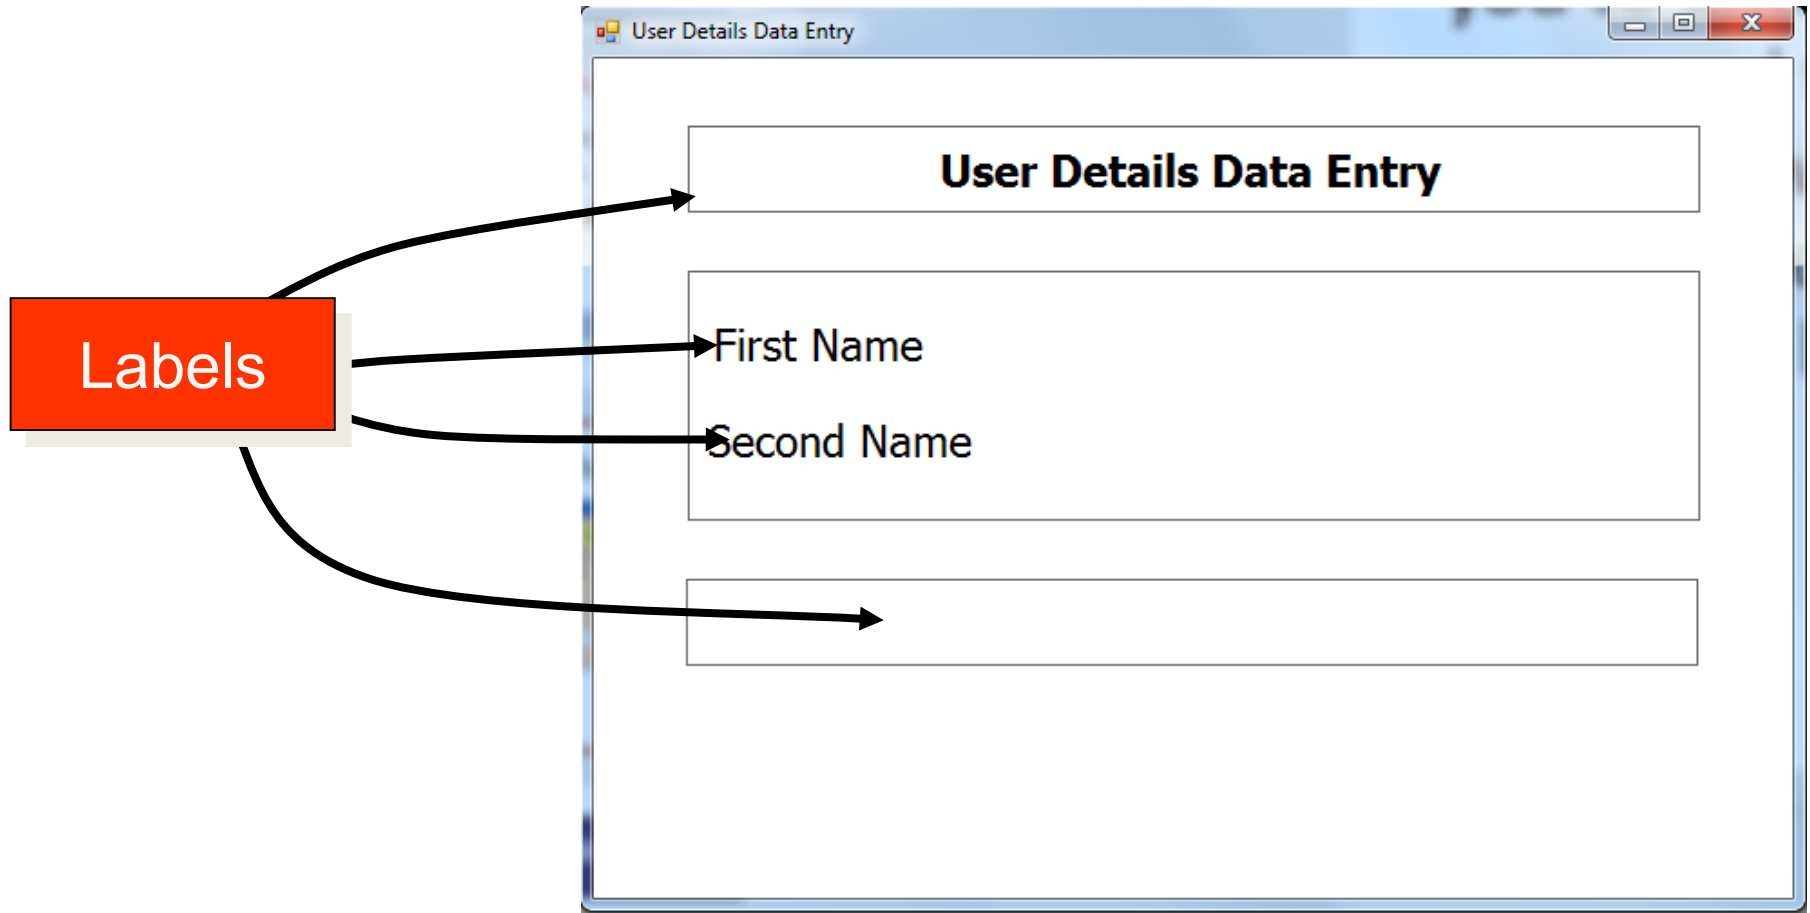 User Details Data Entry
User Details Data Entry
Labels
First Name
Second Name